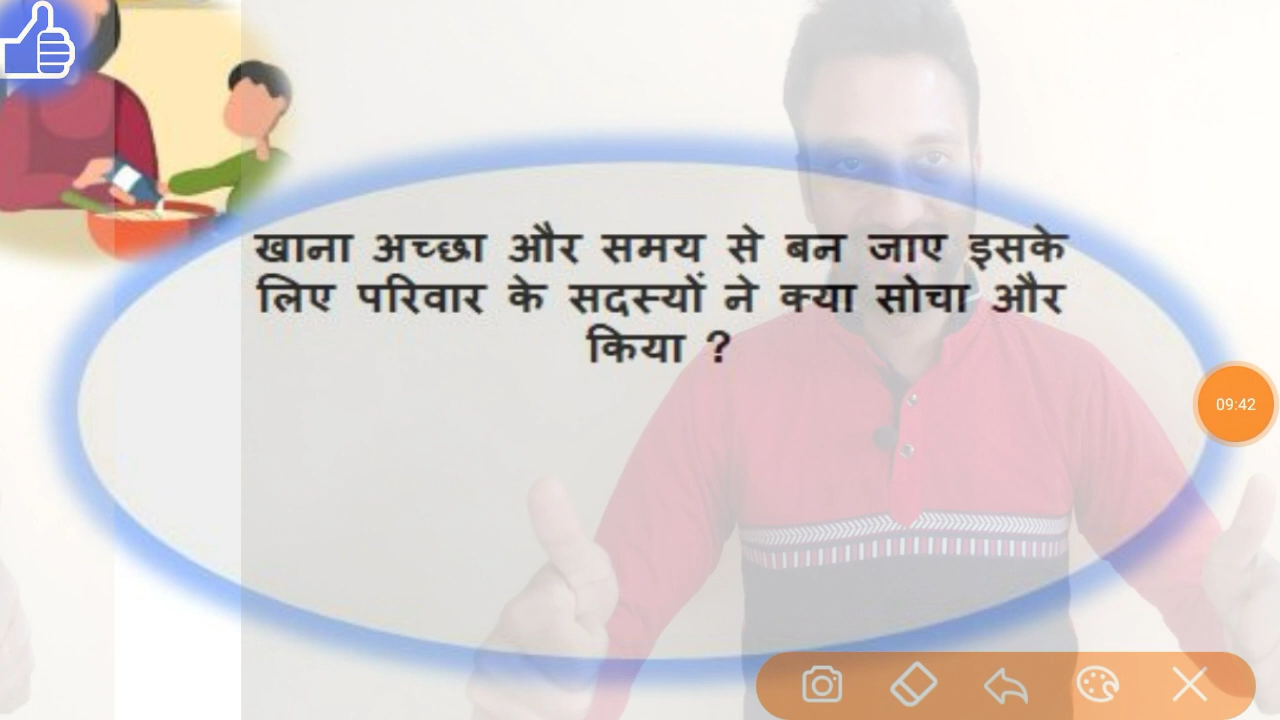 खाना अच्छा और समय से बन जाए इसके
लिए परिवार के सदस्यों ने क्या सोचा और
किया ?
09:42